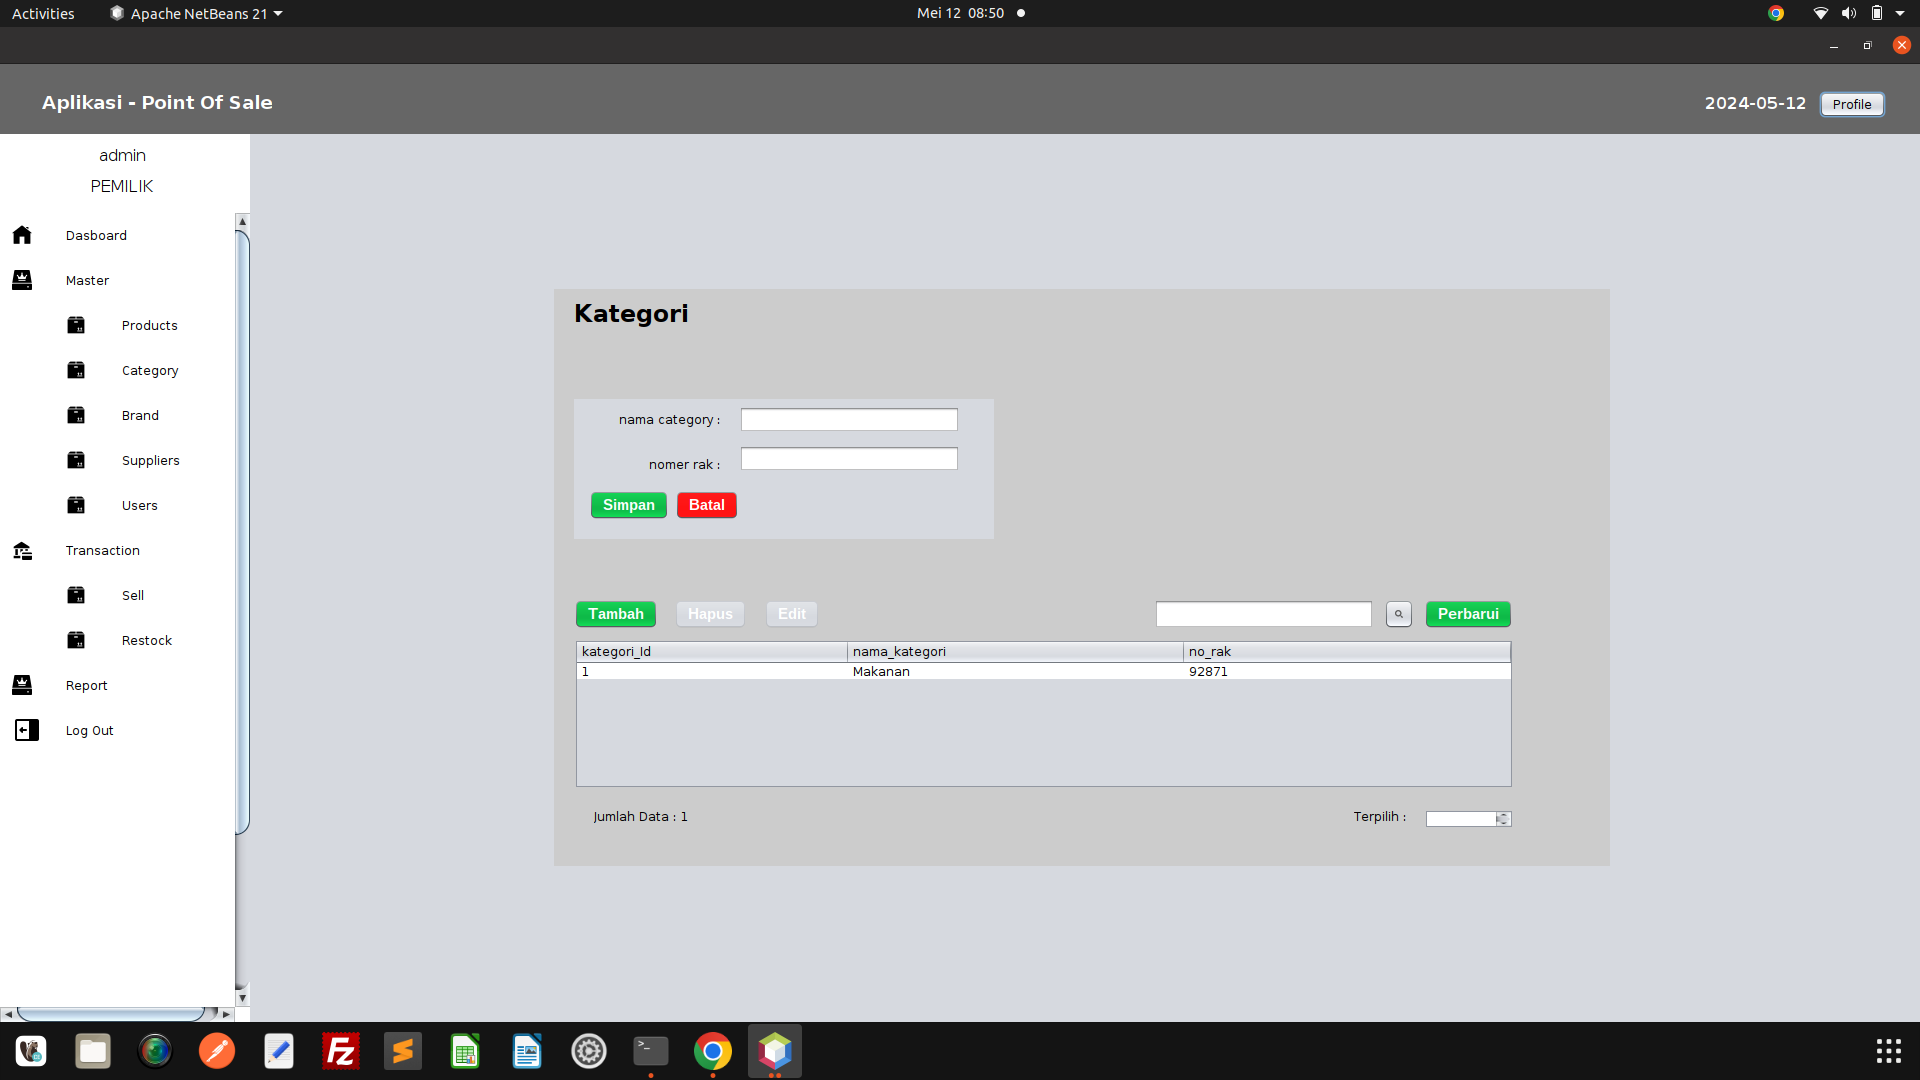 Activities Apache NetBeans 21 Mei 12 08:50
Aplikasi - Point Of Sale 2024-05-12 Profile
admin
PEMILIK
Dasboard
Master
Products
Category
Brand
Suppliers
Users
Transaction
Sell
Restock
Report
Log Out
Kategori
nama category :
nomer rak :
Simpan Batal
Tambah Hapus Edit Perbarui
kategori_Id nama_kategori no_rak
1 Makanan 92871
Jumlah Data : 1 Terpilih :
Fz
>_